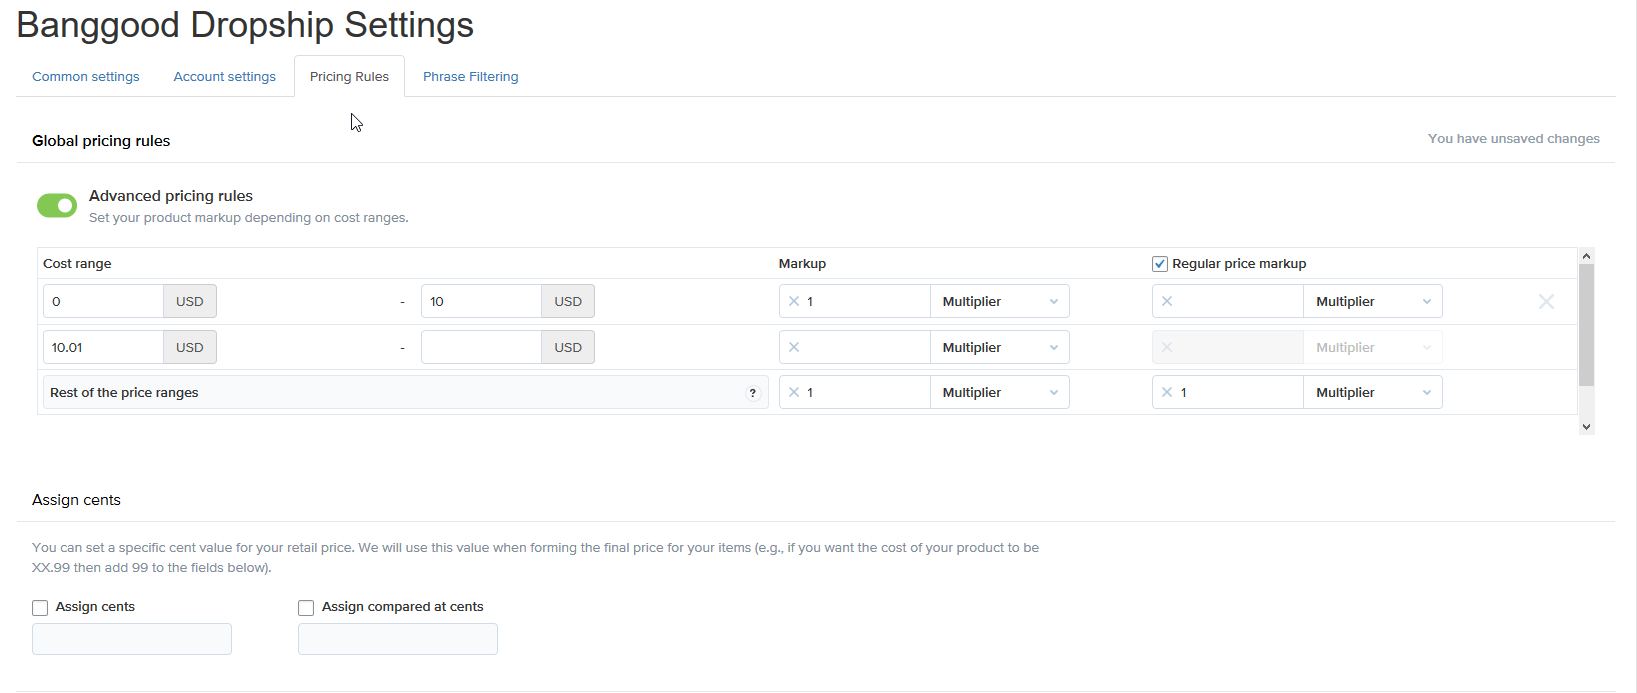 Banggood Dropship Settings
Common settings Account settings Pricing Rules Phrase Filtering
Global pricing rules You have unsaved changes
Advanced pricing rules
Set your product markup depending on cost ranges.
Cost range Markup Regular price markup
0 USD - 10 USD 1 Multiplier Multiplier
10.01 USD - USD Multiplier Multiplier
Rest of the price ranges ? 1 Multiplier 1 Multiplier
Assign cents
You can set a specific cent value for your retail price. We will use this value when forming the final price for your items (e.g., if you want the cost of your product to be
XX.99 then add 99 to the fields below).
Assign cents Assign compared at cents